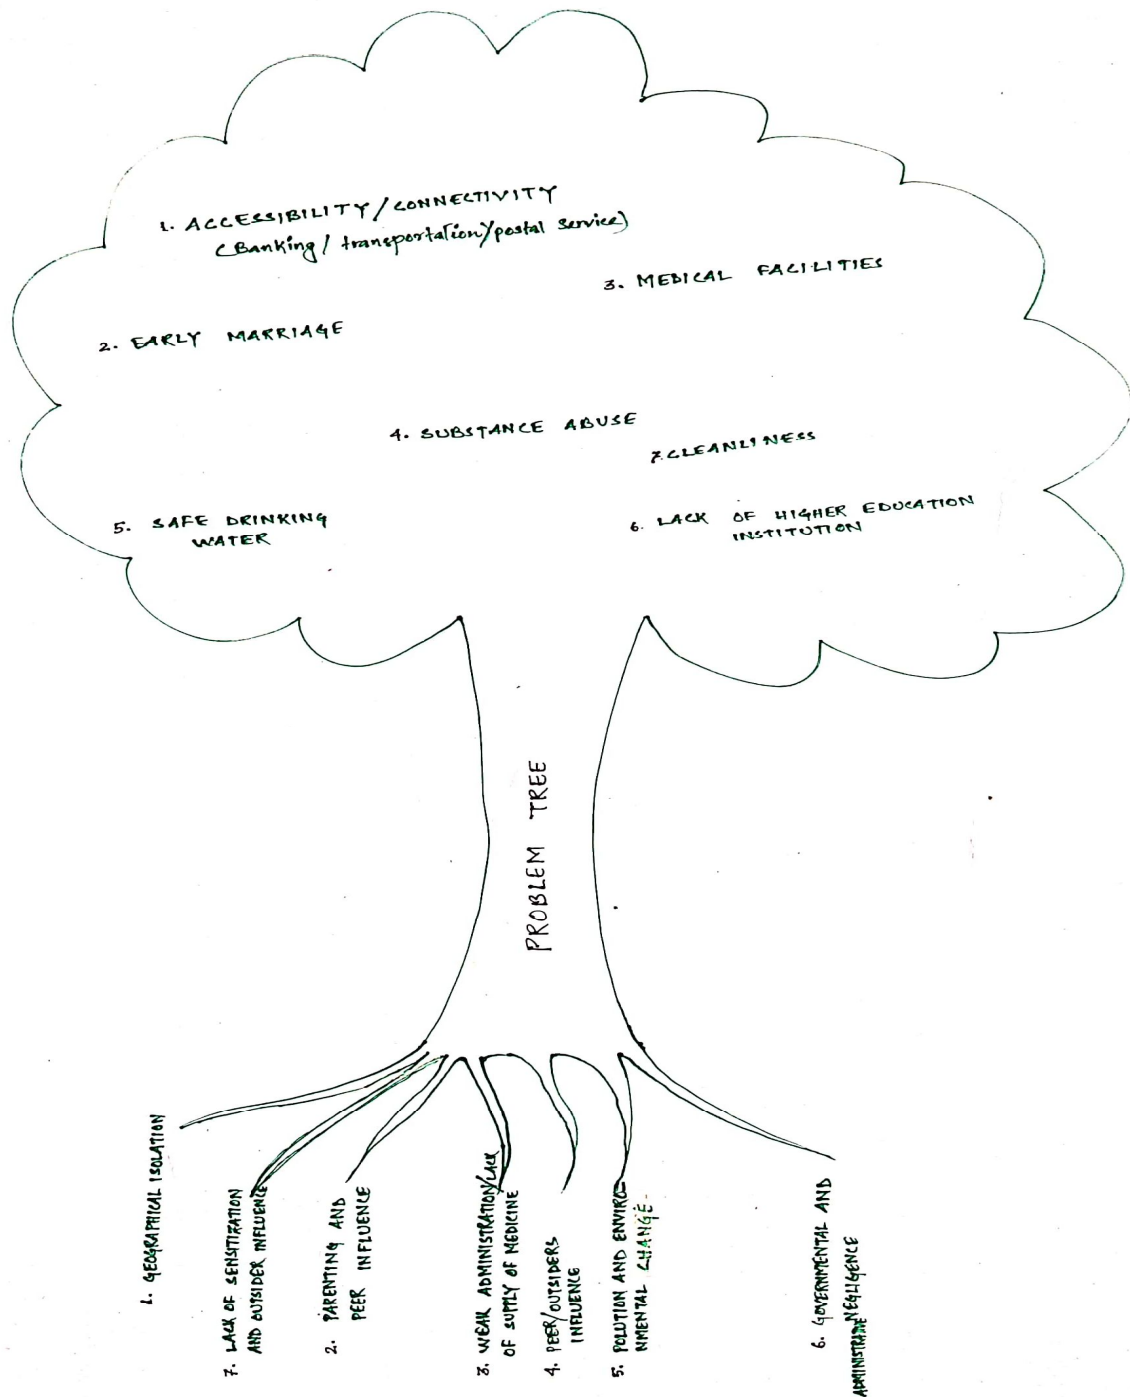 1. ACCESSIBILITY/CONNECTIVITY
(Banking/transportation/postal service)
3. MEDICAL FACILITIES
2. EARLY MARRIAGE
4. SUBSTANCE ABUSE
7. CLEANLINESS
5. SAFE DRINKING
WATER
6. LACK OF HIGHER EDUCATION
INSTITUTION
PROBLEM TREE
1. GEOGRAPHICAL ISOLATION
7. LACK OF SENSITIZATION
AND OUTSIDER INFLUENCE
2. PARENTING AND
PEER INFLUENCE
3. WEAK ADMINISTRATION/LACK
OF SUPPLY OF MEDICINE
4. PEER/OUTSIDERS
INFLUENCE
5. POLUTION AND ENVIRO-
NMENTAL CHANGE-
6. GOVERNMENTAL AND
ADMINISTRATIVE NEGLIGENCE